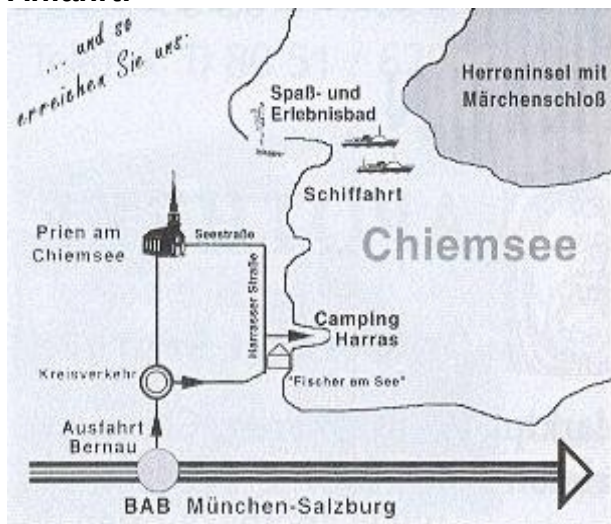 ... und so
erreichen Sie uns:
Herreninsel mit
Märchenschloß
Spaß- und
Erlebnisbad
Schiffahrt
Prien am
Chiemsee
Seestraße
Chiemsee
Harrasser Straße
Camping
Harras
Kreisverkehr
"Fischer am See"
Ausfahrt
Bernau
BAB München-Salzburg